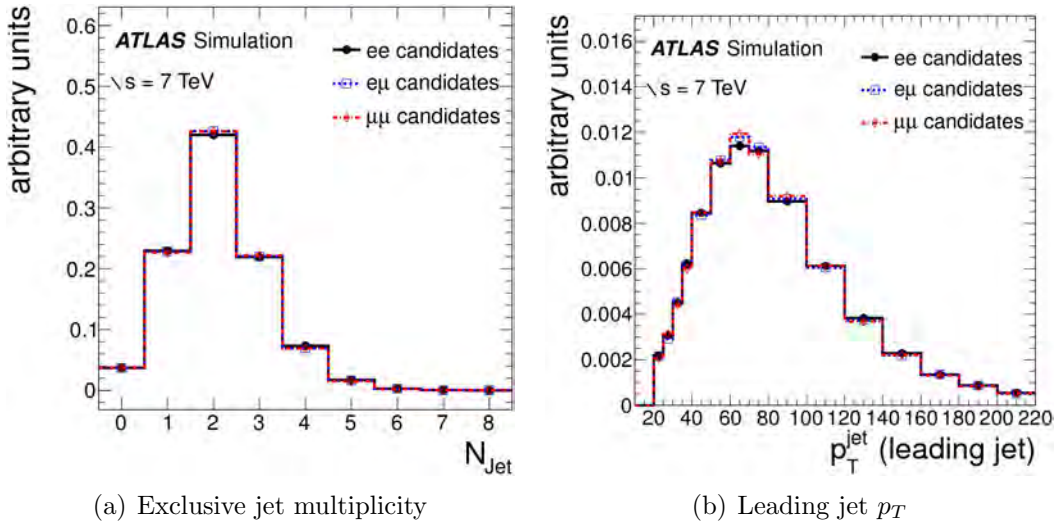 arbitrary units
0.6
0.5
0.4
0.3
0.2
0.1
0
ATLAS Simulation
\s = 7 TeV
ee candidates
eμ candidates
μμ candidates
0 1 2 3 4 5 6 7 8
N_Jet
(a) Exclusive jet multiplicity
arbitrary units
0.016
0.014
0.012
0.01
0.008
0.006
0.004
0.002
0
ATLAS Simulation
\s = 7 TeV
ee candidates
eμ candidates
μμ candidates
20 40 60 80 100 120 140 160 180 200 220
p_T^jet (leading jet)
(b) Leading jet p_T